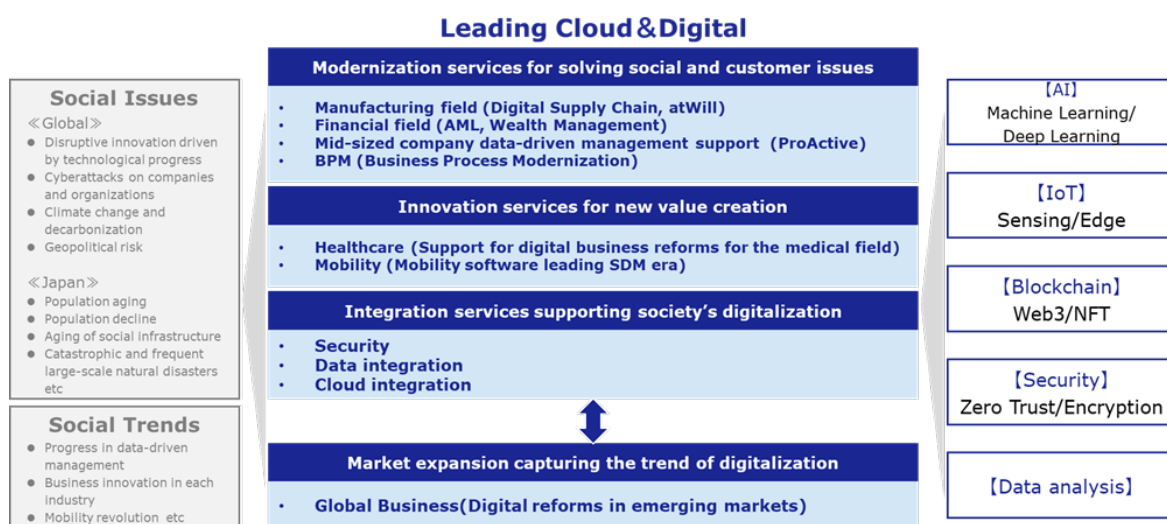 Leading Cloud＆Digital
Social Issues
≪Global≫
● Disruptive innovation driven
by technological progress
● Cyberattacks on companies
and organizations
● Climate change and
decarbonization
● Geopolitical risk
≪Japan≫
● Population aging
● Population decline
● Aging of social infrastructure
● Catastrophic and frequent
large-scale natural disasters
etc
Social Trends
● Progress in data-driven
management
● Business innovation in each
industry
● Mobility revolution etc
Modernization services for solving social and customer issues
• Manufacturing field (Digital Supply Chain, atWill)
• Financial field (AML, Wealth Management)
• Mid-sized company data-driven management support (ProActive)
• BPM (Business Process Modernization)
Innovation services for new value creation
• Healthcare (Support for digital business reforms for the medical field)
• Mobility (Mobility software leading SDM era)
Integration services supporting society's digitalization
• Security
• Data integration
• Cloud integration
Market expansion capturing the trend of digitalization
• Global Business(Digital reforms in emerging markets)
【AI】
Machine Learning/
Deep Learning
【IoT】
Sensing/Edge
【Blockchain】
Web3/NFT
【Security】
Zero Trust/Encryption
【Data analysis】